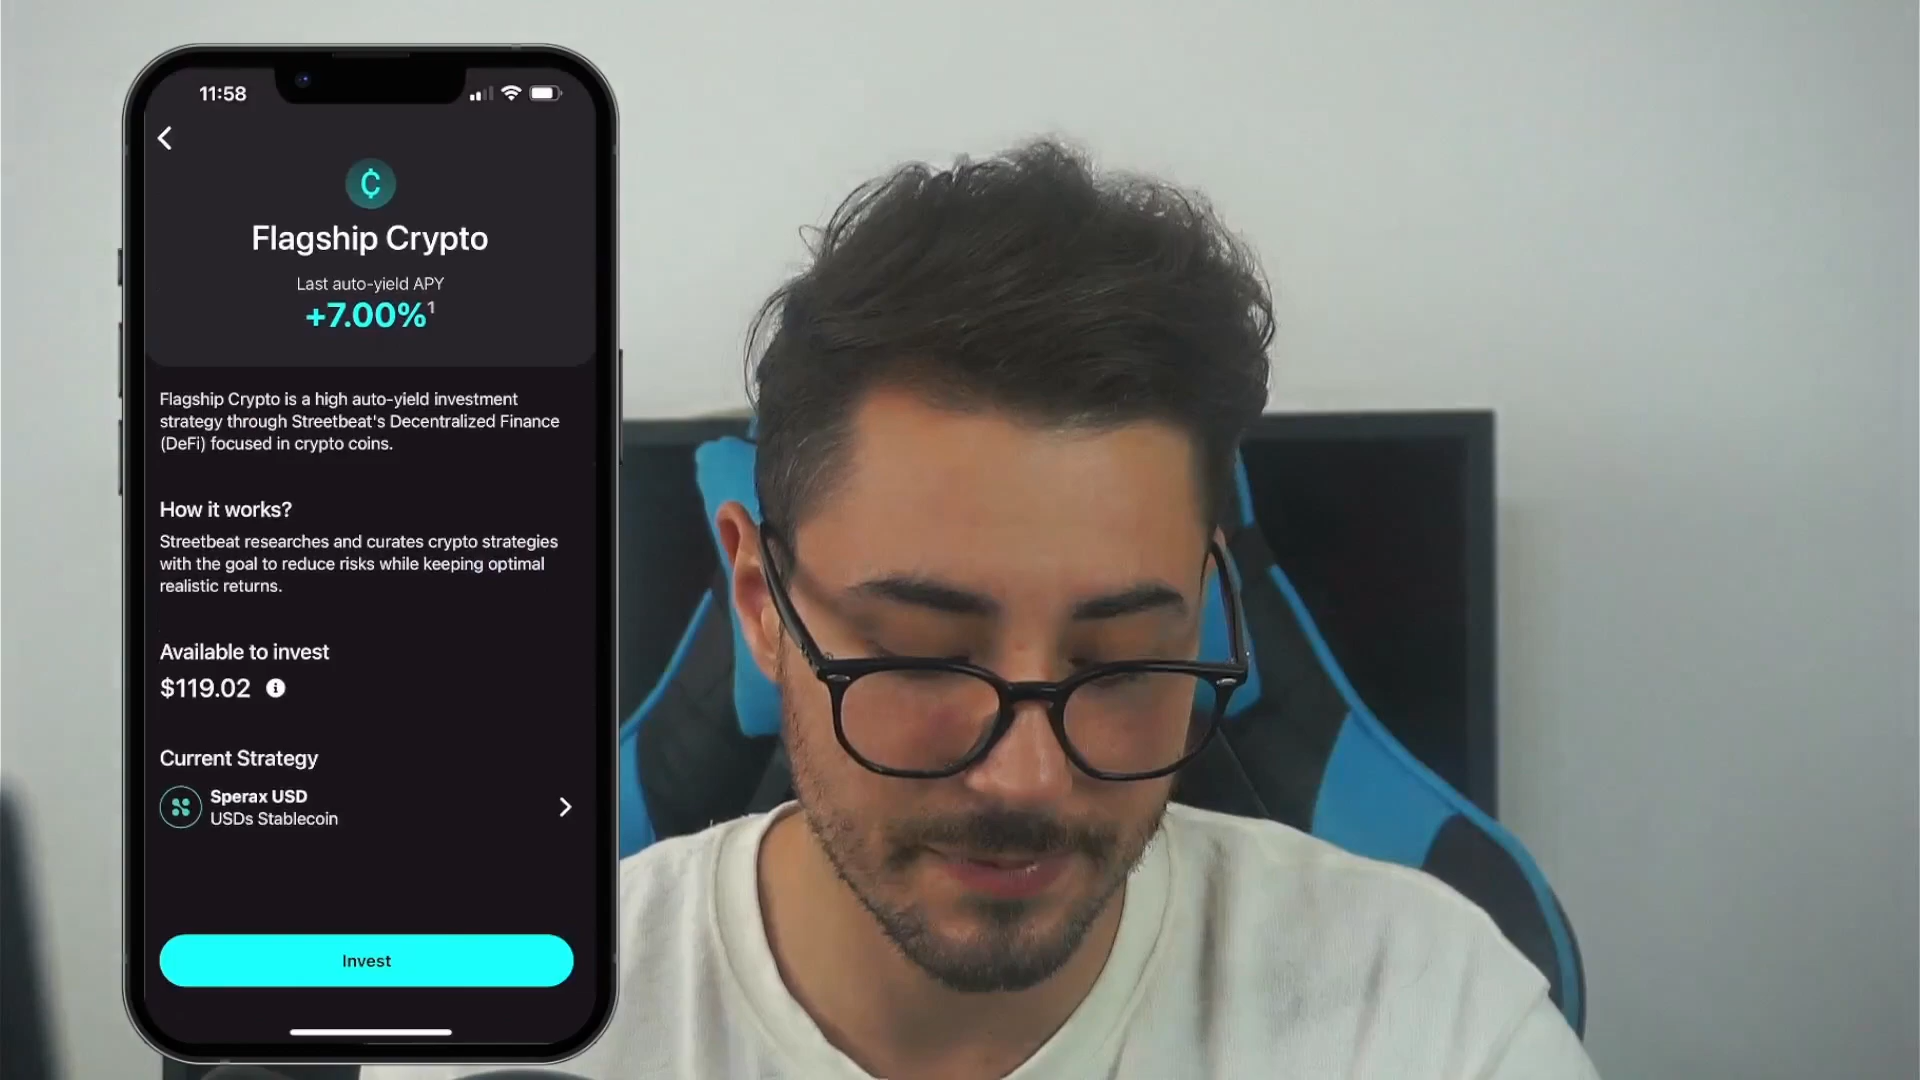 11:58
₵
Flagship Crypto
Last auto-yield APY
+7.00%¹
Flagship Crypto is a high auto-yield investment
strategy through Streetbeat's Decentralized Finance
(DeFi) focused in crypto coins.
How it works?
Streetbeat researches and curates crypto strategies
with the goal to reduce risks while keeping optimal
realistic returns.
Available to invest
$119.02
Current Strategy
Sperax USD
USDs Stablecoin
Invest